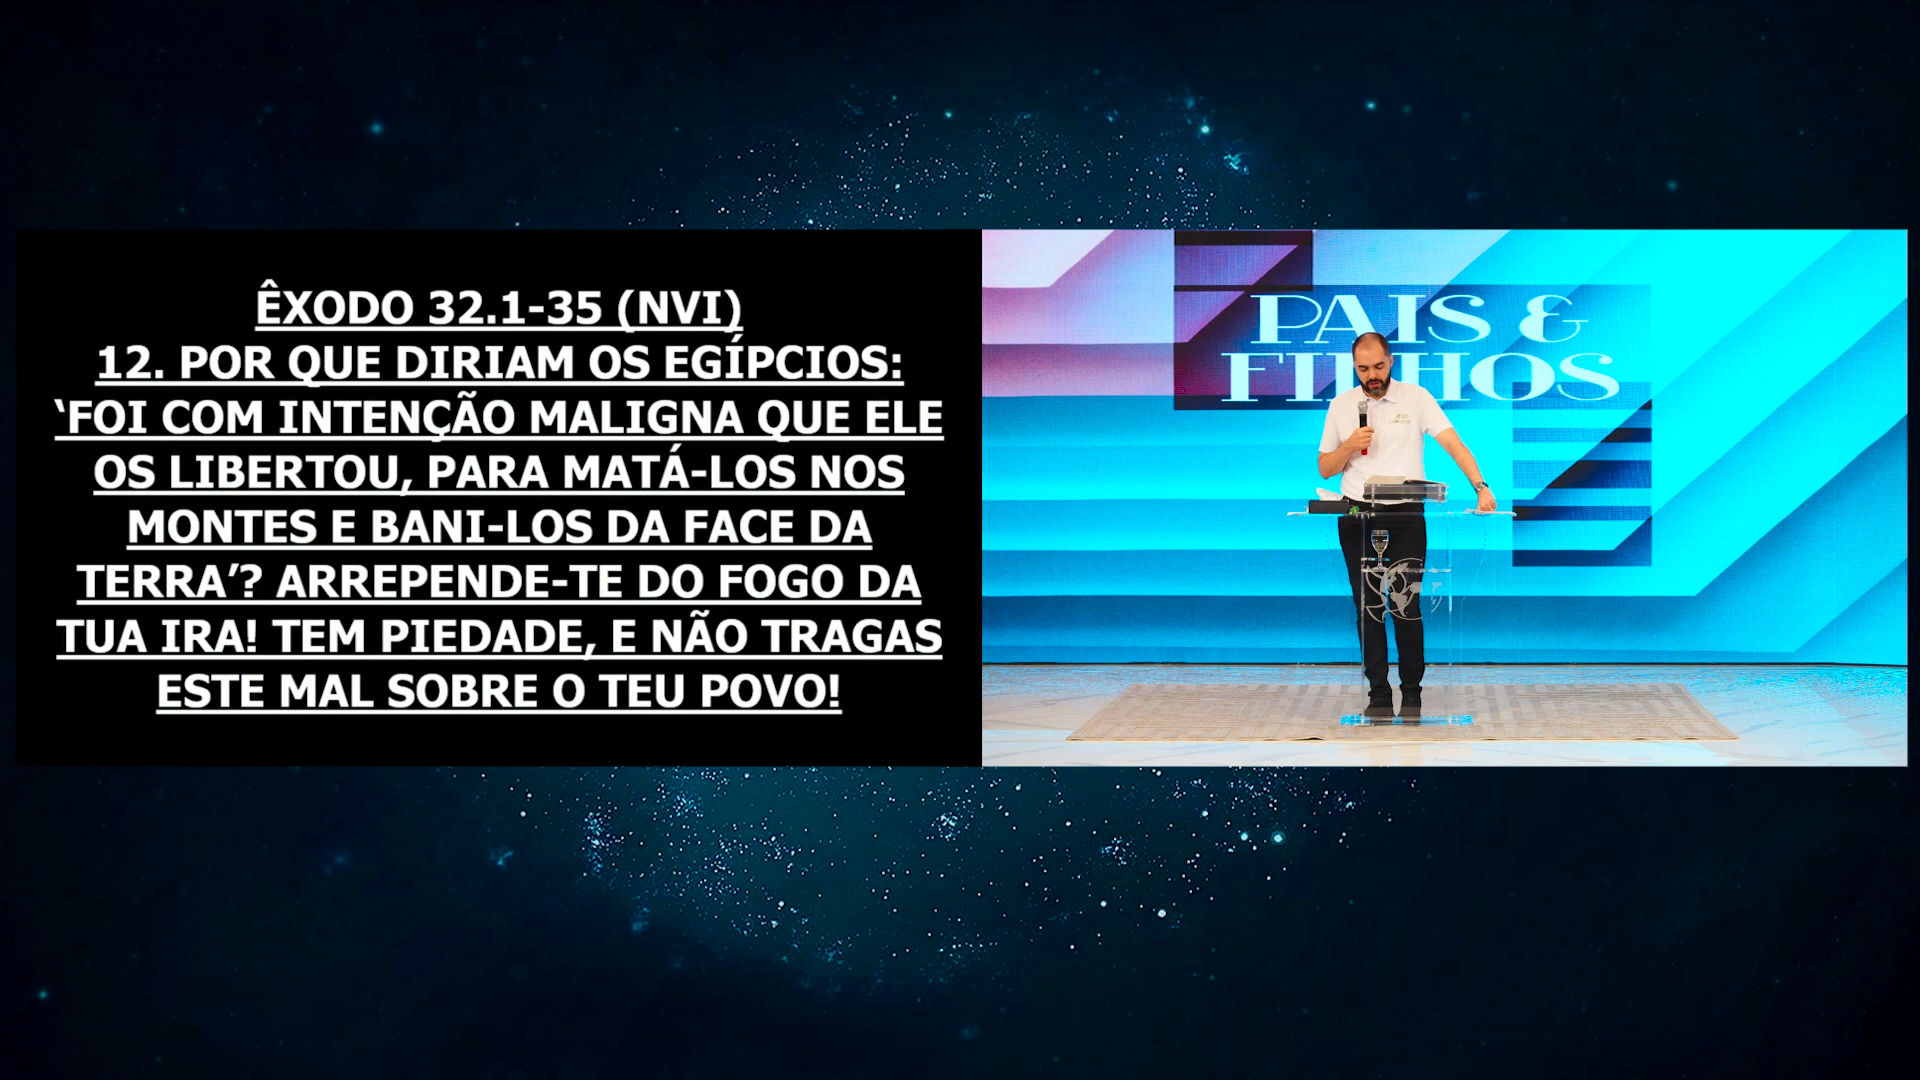 ÊXODO 32.1-35 (NVI)
12. POR QUE DIRIAM OS EGÍPCIOS:
‘FOI COM INTENÇÃO MALIGNA QUE ELE
OS LIBERTOU, PARA MATÁ-LOS NOS
MONTES E BANI-LOS DA FACE DA
TERRA’? ARREPENDE-TE DO FOGO DA
TUA IRA! TEM PIEDADE, E NÃO TRAGAS
ESTE MAL SOBRE O TEU POVO!
PAIS &
FILHOS